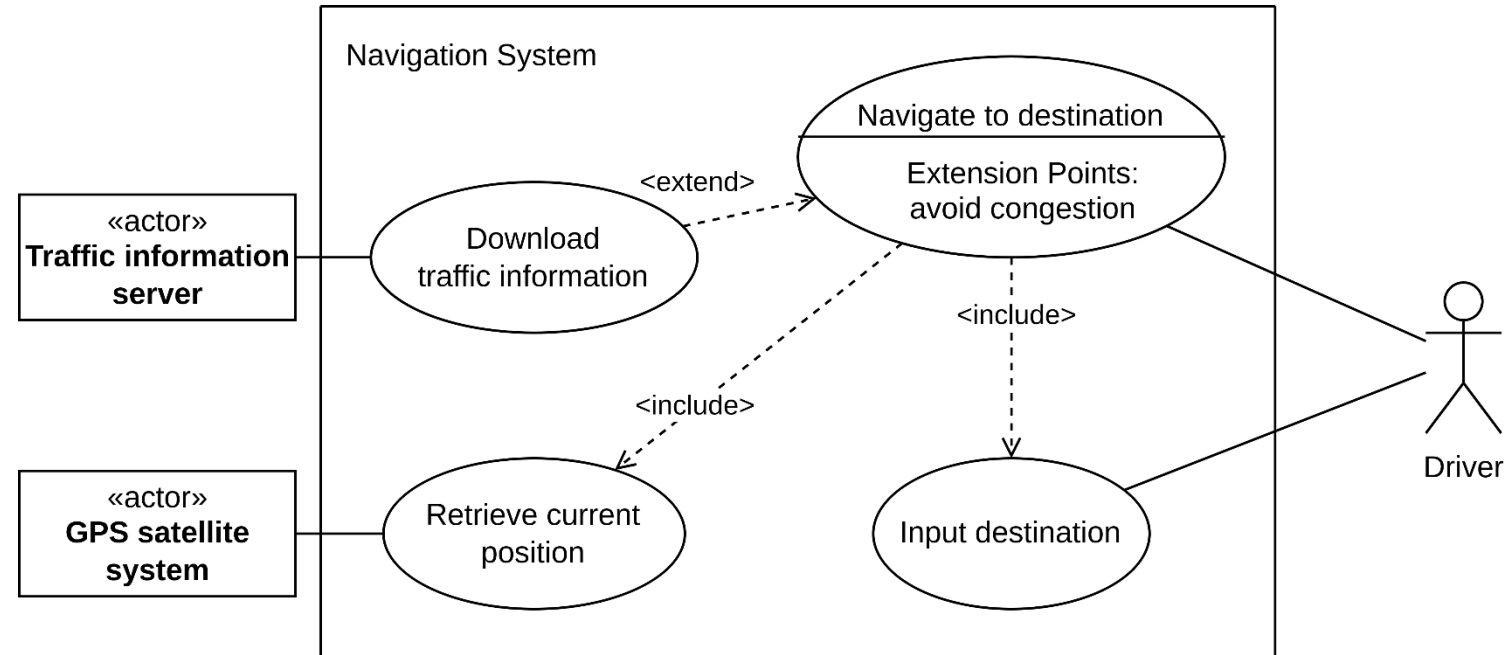 Navigation System
Navigate to destination
Extension Points:
avoid congestion
<extend>
«actor»
Traffic information
server
Download
traffic information
<include>
<include>
«actor»
GPS satellite
system
Retrieve current
position
Input destination
Driver